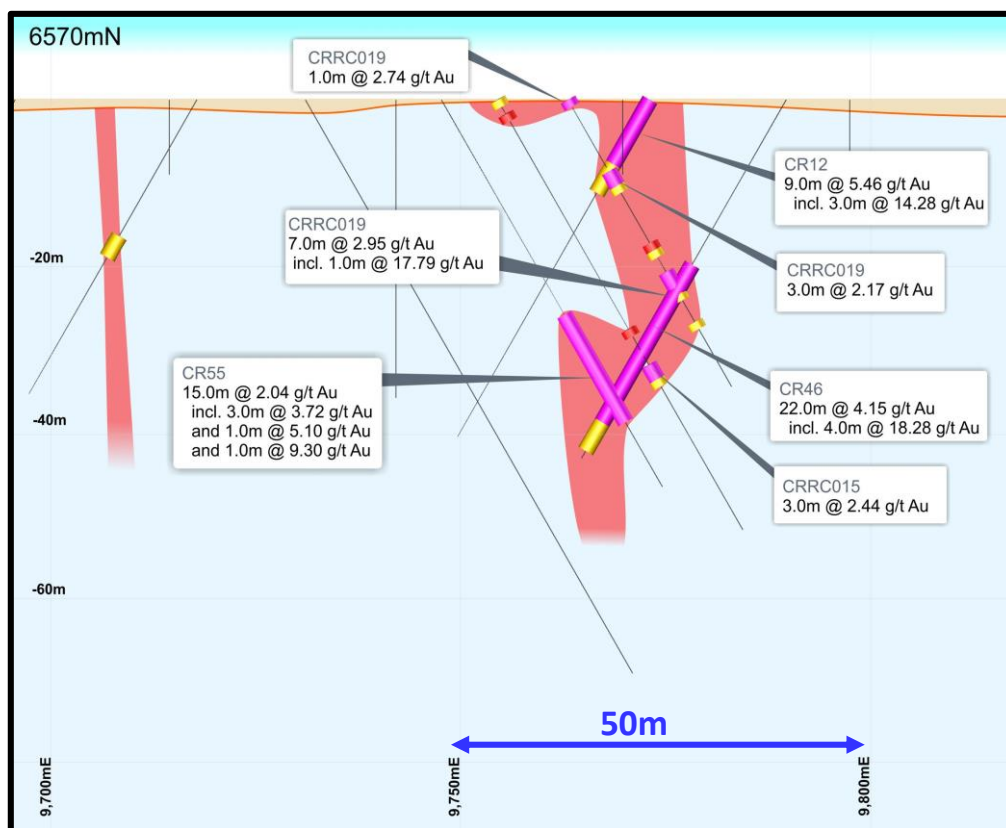 6570mN
CRRC019
1.0m @ 2.74 g/t Au
CR12
9.0m @ 5.46 g/t Au
incl. 3.0m @ 14.28 g/t Au
CRRC019
7.0m @ 2.95 g/t Au
incl. 1.0m @ 17.79 g/t Au
CRRC019
3.0m @ 2.17 g/t Au
-20m
CR55
15.0m @ 2.04 g/t Au
incl. 3.0m @ 3.72 g/t Au
and 1.0m @ 5.10 g/t Au
and 1.0m @ 9.30 g/t Au
CR46
22.0m @ 4.15 g/t Au
incl. 4.0m @ 18.28 g/t Au
-40m
CRRC015
3.0m @ 2.44 g/t Au
-60m
50m
9,700mE
9,750mE
9,800mE